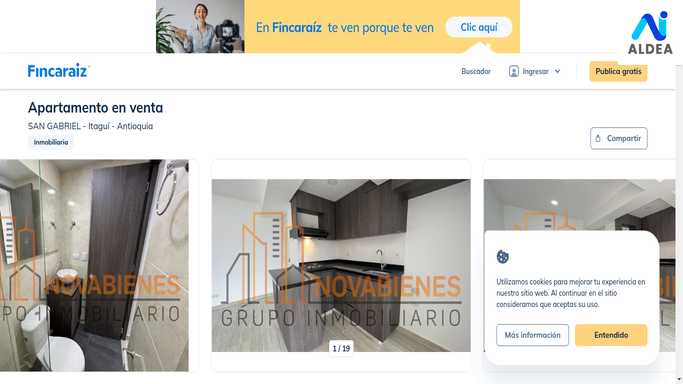 En Fincaraíz te ven porque te ven
Clic aquí
ALDEA
Fincaraiz
Buscador
Ingresar
Publica gratis
Apartamento en venta
SAN GABRIEL - Itaguí - Antioquia
Inmobiliaria
Compartir
NOVABIENES
GRUPO INMOBILIARIO
NOVABIENES
GRUPO INMOBILIARIO
1 / 19
Utilizamos cookies para mejorar tu experiencia en
nuestro sitio web. Al continuar en el sitio
consideramos que aceptas su uso.
Más información
Entendido